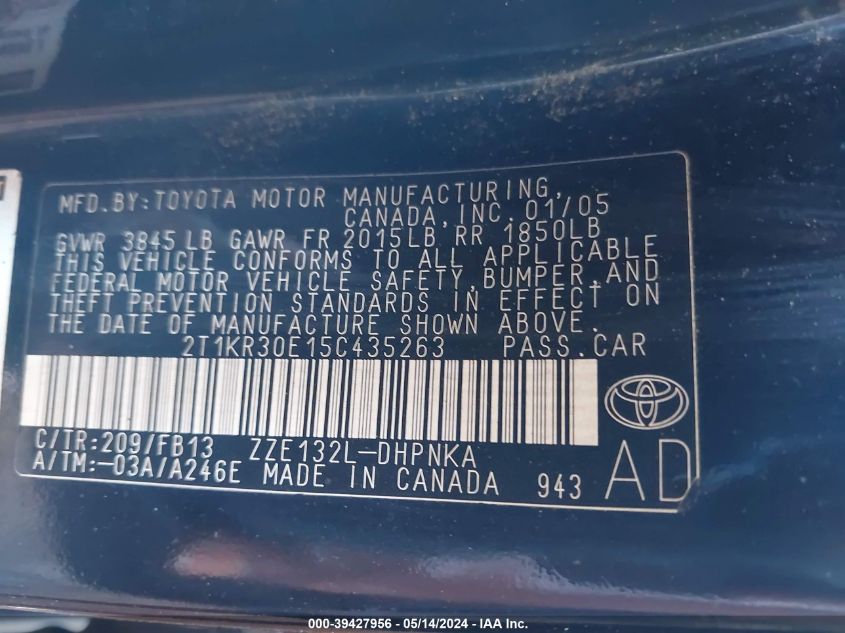 MFD.BY:TOYOTA MOTOR MANUFACTURING,
CANADA,INC. 01/05
GVWR 3845 LB GAWR FR 2015LB RR 1850LB
THIS VEHICLE CONFORMS TO ALL APPLICABLE
FEDERAL MOTOR VEHICLE SAFETY,BUMPER,AND
THEFT PREVENTION STANDARDS IN EFFECT ON
THE DATE OF MANUFACTURE SHOWN ABOVE.
2T1KR30E15C435263 PASS.CAR
C/TR:209/FB13 ZZE132L-DHPNKA
A/TM:-03A/A246E MADE IN CANADA 943 AD
000-39427956 - 05/14/2024 - IAA Inc.